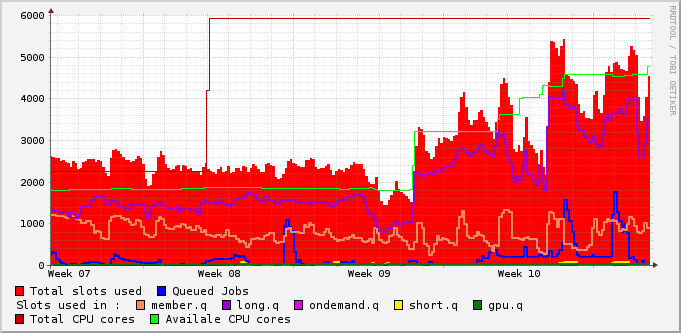 6000
5000
4000
3000
2000
1000
0
Week 07 Week 08 Week 09 Week 10
RRDTOOL / TOBI OETIKER
Total slots used Queued Jobs
Slots used in : member.q long.q ondemand.q short.q gpu.q
Total CPU cores Availale CPU cores